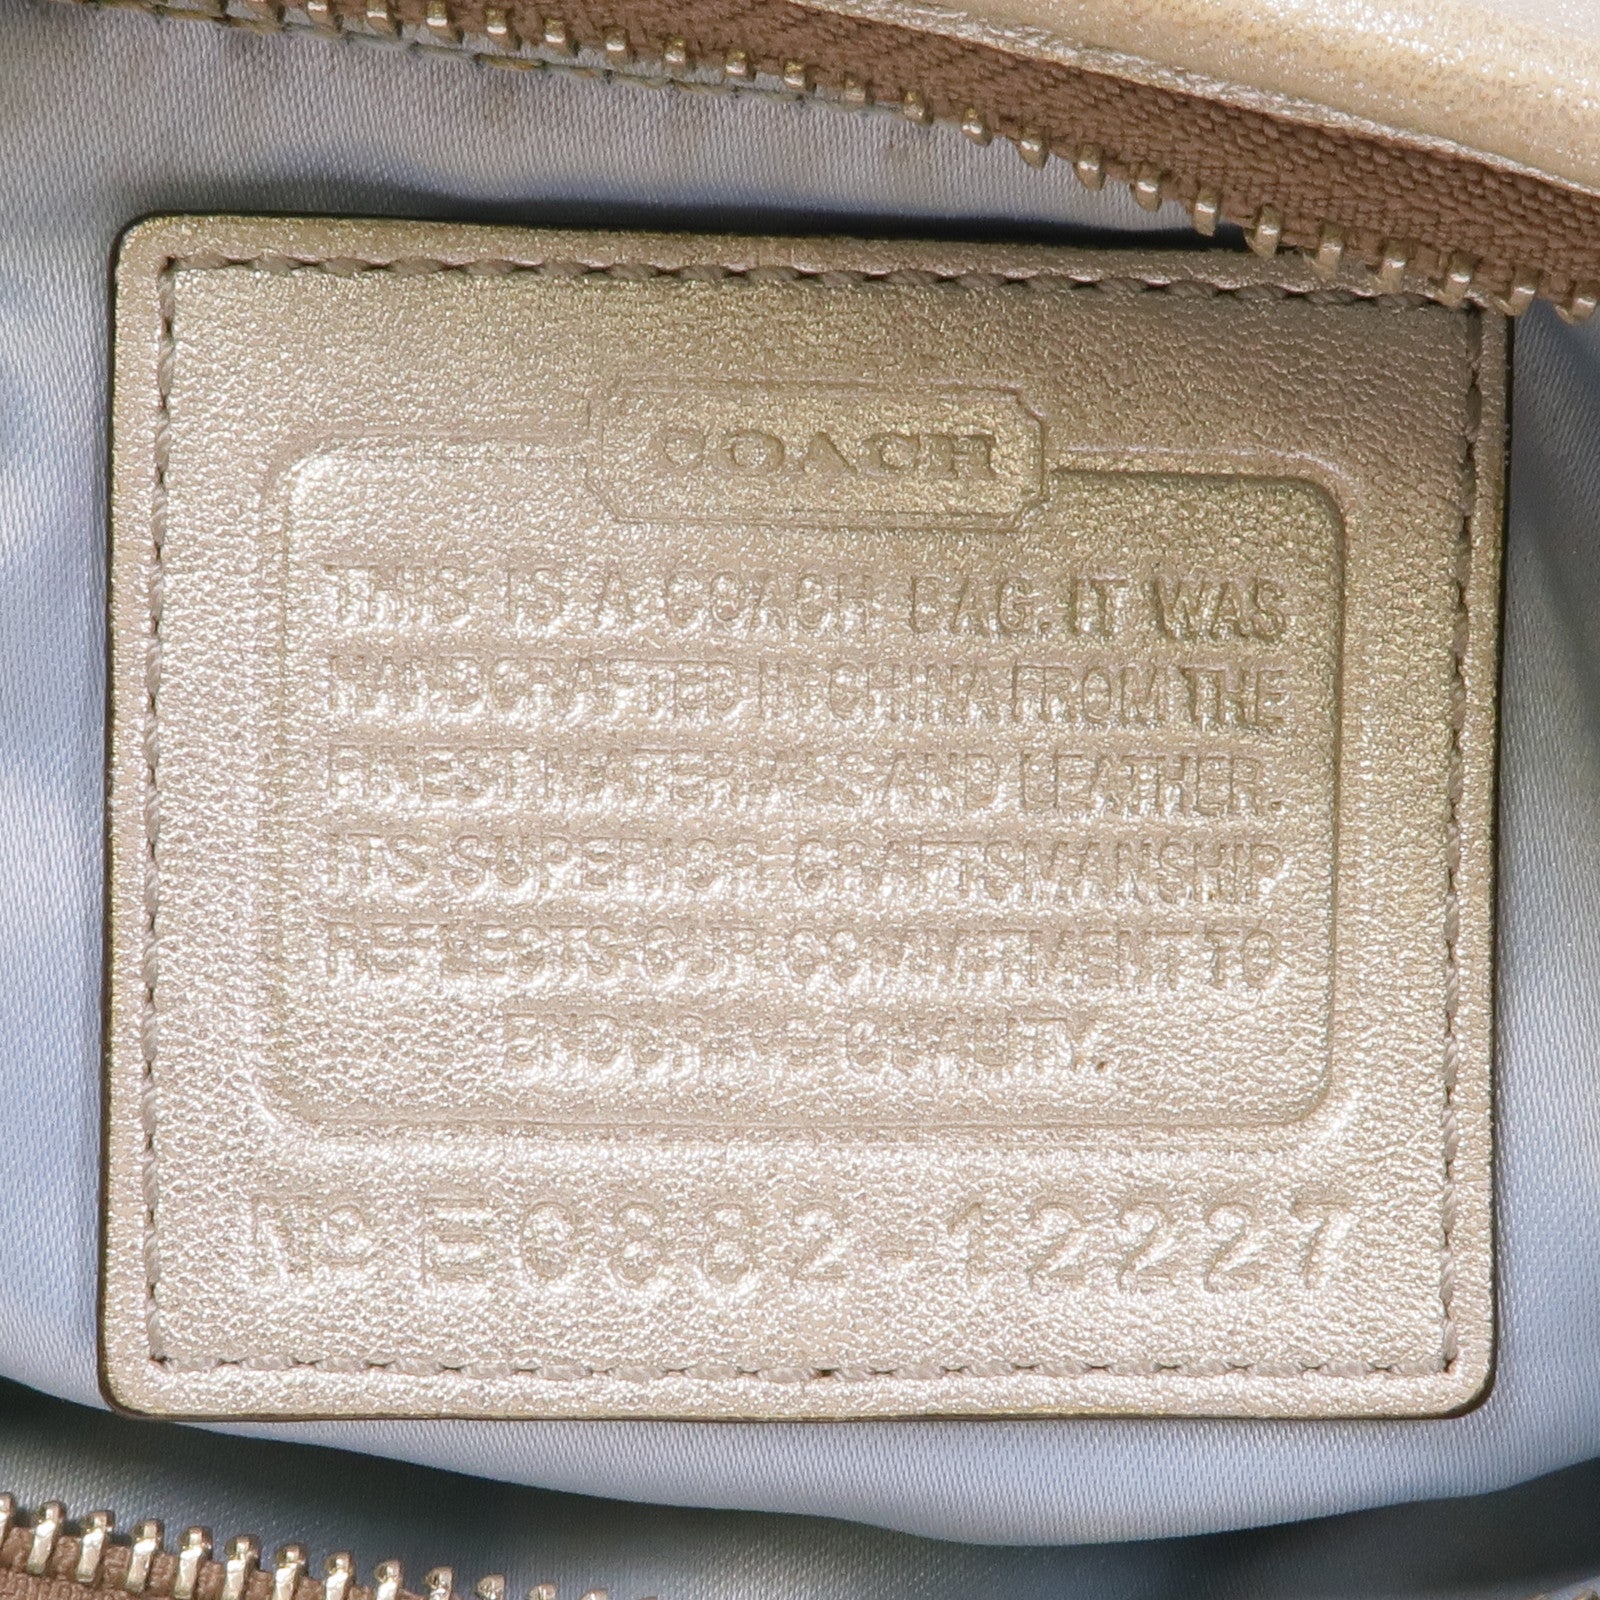 COACH
THIS IS A COACH BAG. IT WAS
HANDCRAFTED IN CHINA FROM THE
FINEST MATERIALS AND LEATHER.
ITS SUPERIOR CRAFTSMANSHIP
REFLECTS OUR COMMITMENT TO
ENDURING QUALITY.
Nº E0882-12227